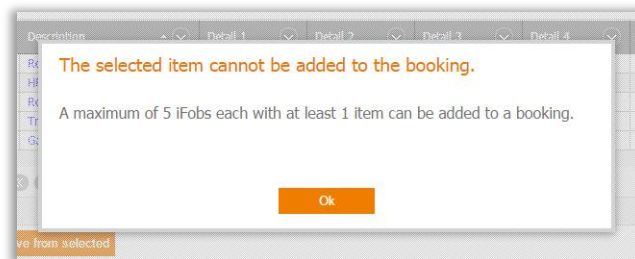 Description Detail 1 Detail 2 Detail 3 Detail 4
The selected item cannot be added to the booking.
A maximum of 5 iFobs each with at least 1 item can be added to a booking.
Ok
ve from selected